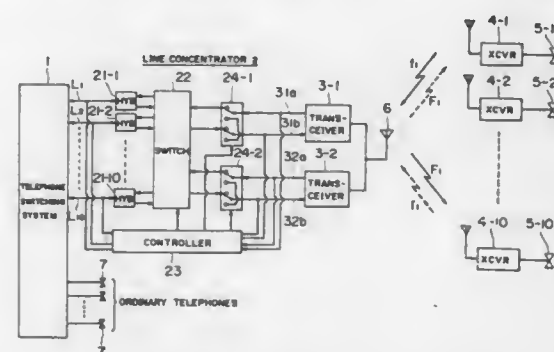 LINE CONCENTRATOR 2
1
L1
L2
L10
21-1
21-2
21-10
HYB
HYB
HYB
22
SWITCH
24-1
24-2
31a
31b
32a
32b
3-1
TRANS-
CEIVER
3-2
TRANS-
CEIVER
6
f1
F1
F1
f1
4-1
XCVR
5-1
4-2
XCVR
5-2
4-10
XCVR
5-10
TELEPHONE
SWITCHING
SYSTEM
CONTROLLER
23
7
ORDINARY TELEPHONES
7